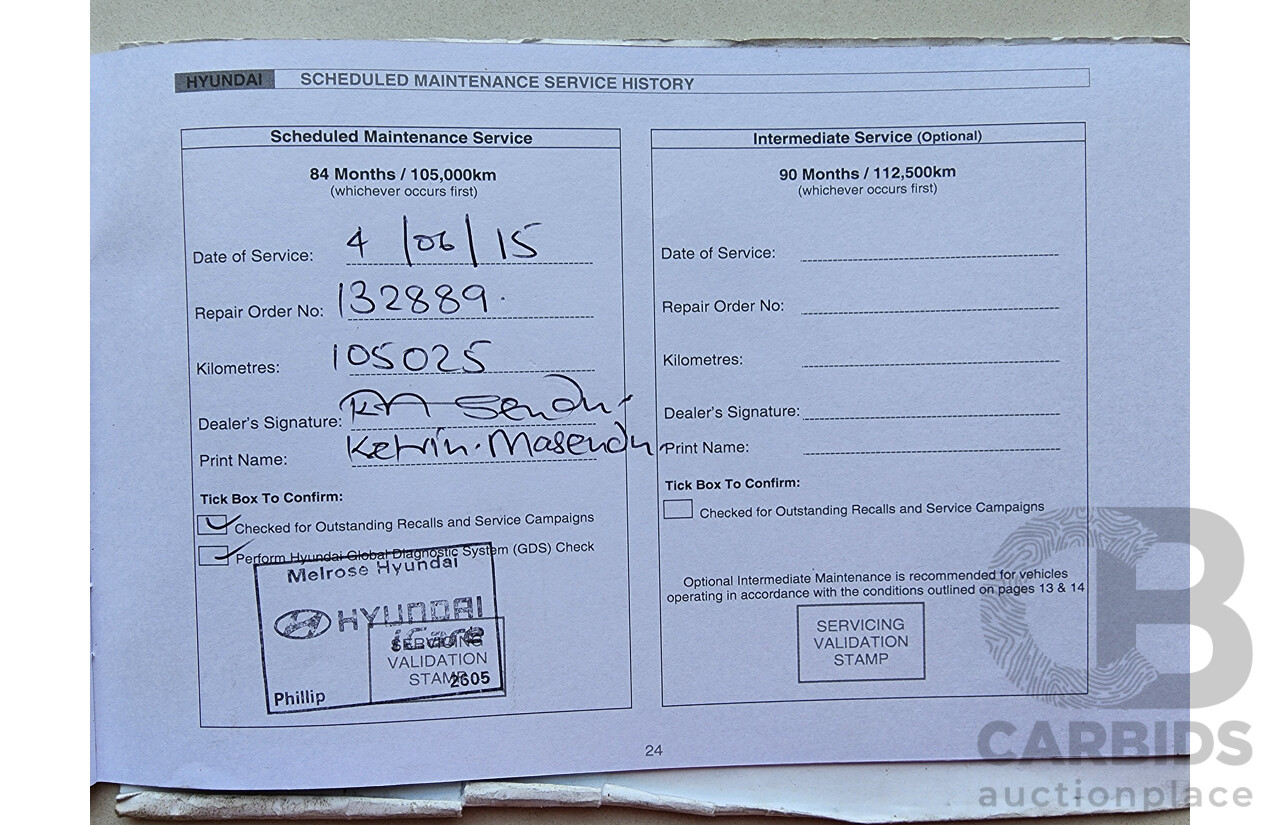 HYUNDAI SCHEDULED MAINTENANCE SERVICE HISTORY
Scheduled Maintenance Service
84 Months / 105,000km
(whichever occurs first)
Date of Service: 4/06/15
Repair Order No: 132889.
Kilometres: 105025
Dealer's Signature:
Print Name: Masendu
Tick Box To Confirm:
Checked for Outstanding Recalls and Service Campaigns
Perform Hyundai Global Diagnostic System (GDS) Check
Melrose Hyundai
HYUNDAI
iCare
SERVICING
VALIDATION
STAMP
Phillip 2605
Intermediate Service (Optional)
90 Months / 112,500km
(whichever occurs first)
Date of Service:
Repair Order No:
Kilometres:
Dealer's Signature:
Print Name:
Tick Box To Confirm:
Checked for Outstanding Recalls and Service Campaigns
Optional Intermediate Maintenance is recommended for vehicles
operating in accordance with the conditions outlined on pages 13 & 14
SERVICING
VALIDATION
STAMP
24
CB
CARBIDS
auctionplace